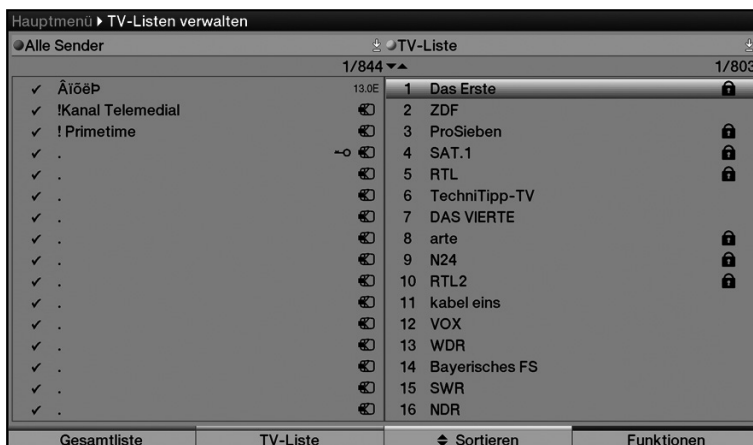 Hauptmenü ▸ TV-Listen verwalten
Alle Sender
1/844
✔ Âïõëþ 13.0E
✔ !Kanal Telemedial
✔ ! Primetime
✔ .
✔ .
✔ .
✔ .
✔ .
✔ .
✔ .
✔ .
✔ .
✔ .
✔ .
✔ .
✔ .
TV-Liste
1/803
1 Das Erste
2 ZDF
3 ProSieben
4 SAT.1
5 RTL
6 TechniTipp-TV
7 DAS VIERTE
8 arte
9 N24
10 RTL2
11 kabel eins
12 VOX
13 WDR
14 Bayerisches FS
15 SWR
16 NDR
Gesamtliste TV-Liste Sortieren Funktionen